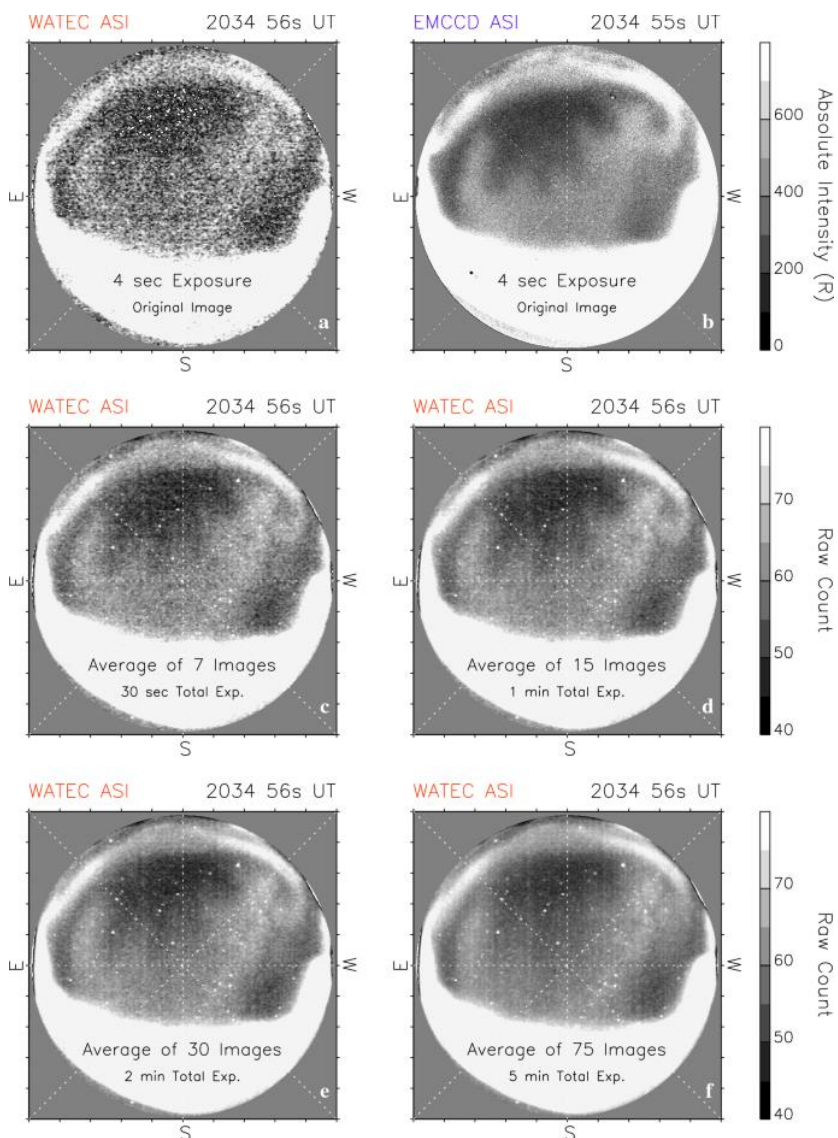 WATEC ASI 2034 56s UT
EMCCD ASI 2034 55s UT
E
W
4 sec Exposure
Original Image
a
S
E
W
4 sec Exposure
Original Image
b
S
600
400
200
0
Absolute Intensity (R)
WATEC ASI 2034 56s UT
WATEC ASI 2034 56s UT
E
W
Average of 7 Images
30 sec Total Exp.
c
S
E
W
Average of 15 Images
1 min Total Exp.
d
S
70
60
50
40
Raw Count
WATEC ASI 2034 56s UT
WATEC ASI 2034 56s UT
E
W
Average of 30 Images
2 min Total Exp.
e
S
E
W
Average of 75 Images
5 min Total Exp.
f
S
70
60
50
40
Raw Count